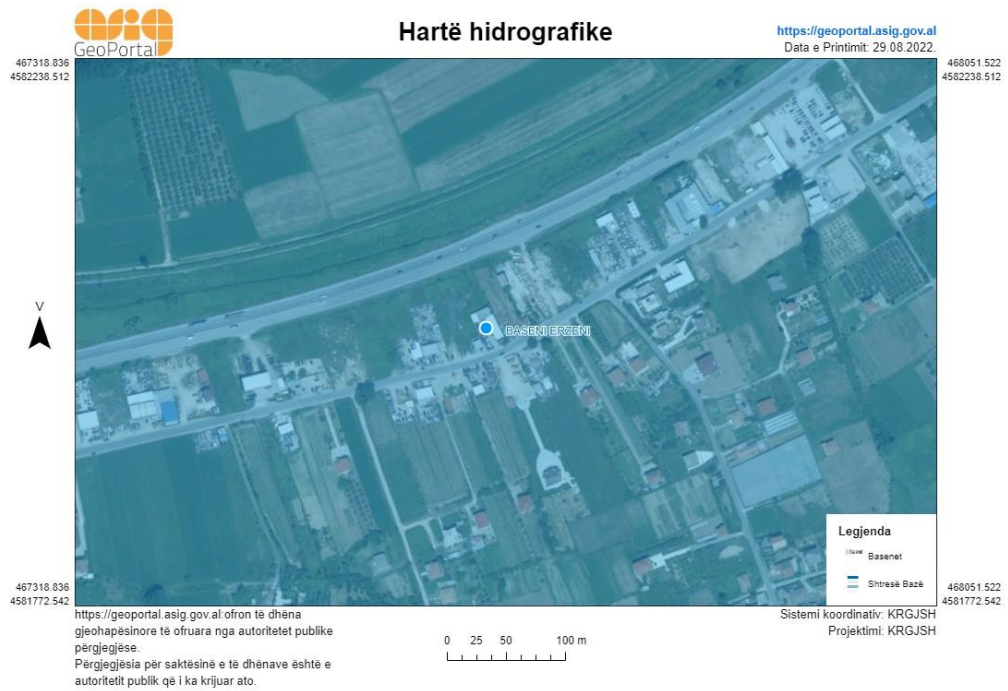 asig
GeoPortal
Hartë hidrografike
https://geoportal.asig.gov.al
Data e Printimit: 29.08.2022.
467318.836
4582238.512
468051.522
4582238.512
V
BASENI ERZENI
Legjenda
Basenet
Shtresë Bazë
467318.836
4581772.542
468051.522
4581772.542
https://geoportal.asig.gov.al:ofron të dhëna
gjeohapësinore të ofruara nga autoritetet publike
përgjegjëse.
Përgjegjësia për saktësinë e të dhënave është e
autoritetit publik që i ka krijuar ato.
0 25 50 100 m
Sistemi koordinativ: KRGJSH
Projektimi: KRGJSH